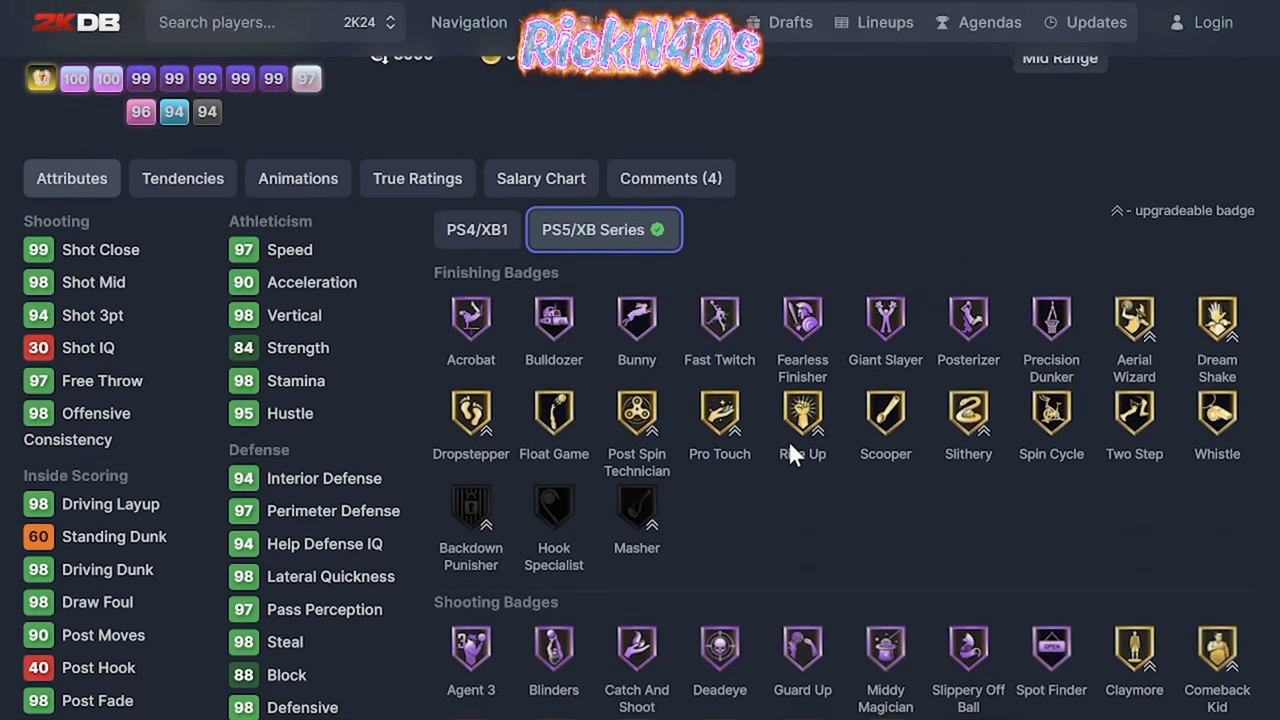 2KDB Search players... 2K24 Navigation Drafts Lineups Agendas Updates Login
RickN40s
Mid Range
100 100 99 99 99 99 99 97
96 94 94
Attributes Tendencies Animations True Ratings Salary Chart Comments (4)
- upgradeable badge
PS4/XB1 PS5/XB Series
Shooting
99 Shot Close
98 Shot Mid
94 Shot 3pt
30 Shot IQ
97 Free Throw
98 Offensive
Consistency
Inside Scoring
98 Driving Layup
60 Standing Dunk
98 Driving Dunk
98 Draw Foul
90 Post Moves
40 Post Hook
98 Post Fade
Athleticism
97 Speed
90 Acceleration
98 Vertical
84 Strength
98 Stamina
95 Hustle
Defense
94 Interior Defense
97 Perimeter Defense
94 Help Defense IQ
98 Lateral Quickness
97 Pass Perception
98 Steal
88 Block
98 Defensive
Finishing Badges
Acrobat Bulldozer Bunny Fast Twitch Fearless Giant Slayer Posterizer Precision Aerial Dream
Finisher Dunker Wizard Shake
Dropstepper Float Game Post Spin Pro Touch Up Scooper Slithery Spin Cycle Two Step Whistle
Technician
Backdown Hook Masher
Punisher Specialist
Shooting Badges
3 OPEN
Agent 3 Blinders Catch And Deadeye Guard Up Middy Slippery Off Spot Finder Claymore Comeback
Shoot Magician Ball Kid